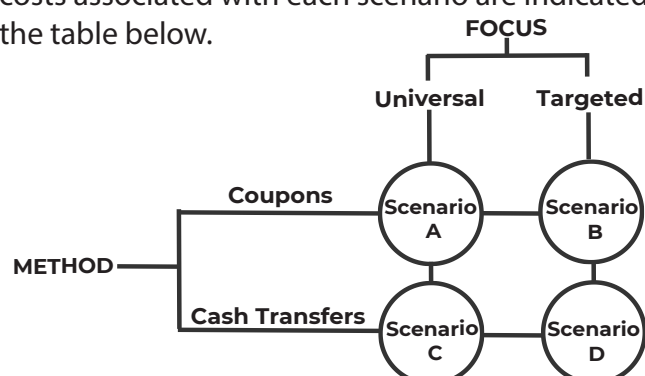 costs associated with each scenario are indicated
the table below.
FOCUS
Universal Targeted
Coupons
Scenario A
Scenario B
METHOD
Cash Transfers
Scenario C
Scenario D